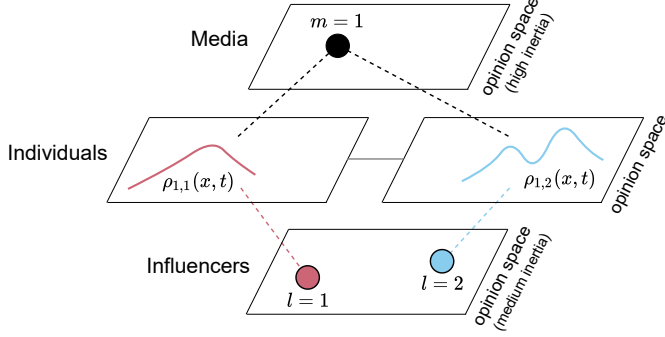 Media
m = 1
opinion space
(high inertia)
Individuals
ρ₁,₁(x, t)
ρ₁,₂(x, t)
opinion space
Influencers
l = 1
l = 2
opinion space
(medium inertia)